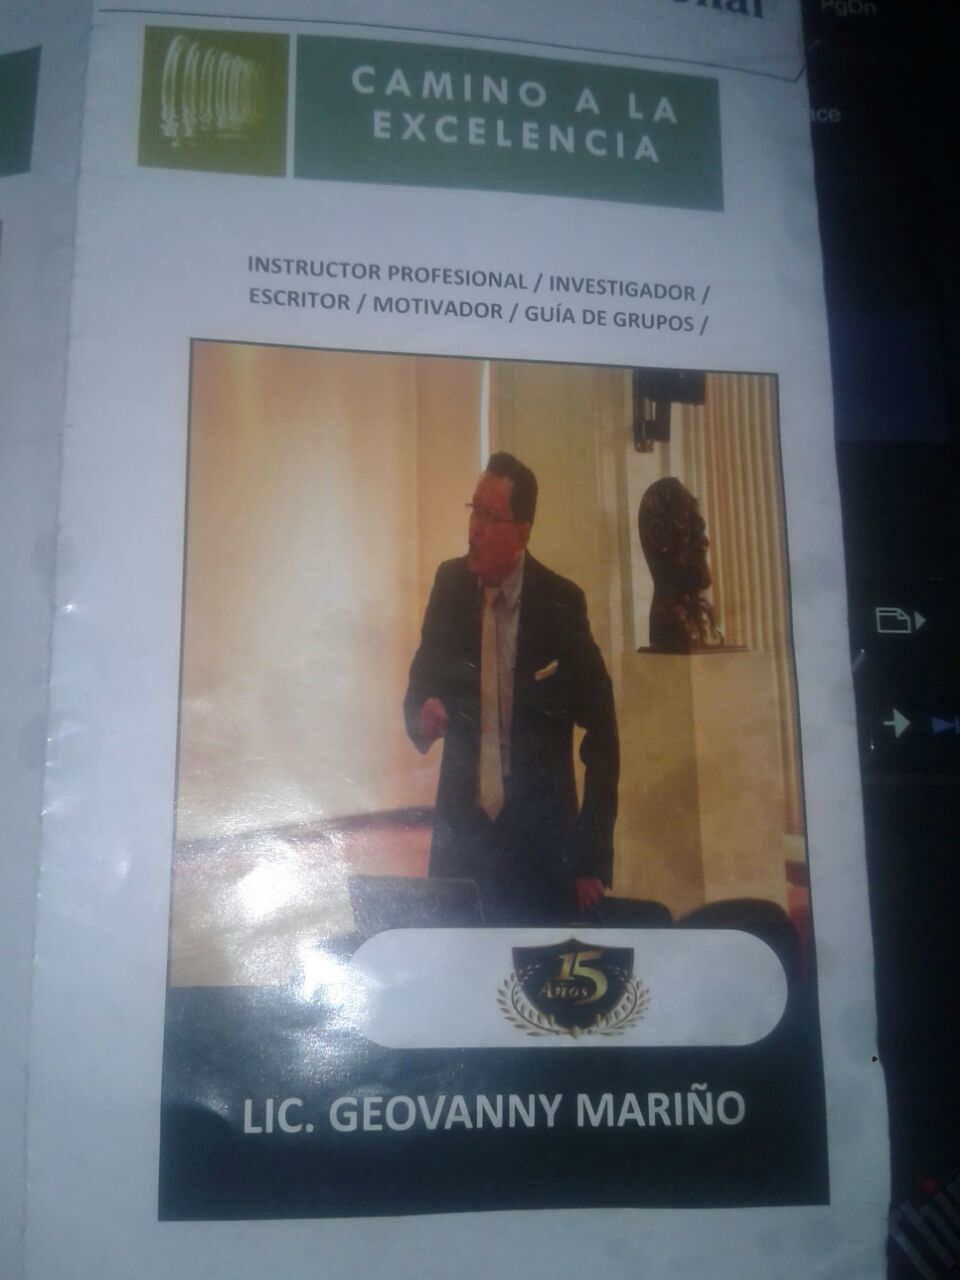 PgDn
CAMINO A LA
EXCELENCIA
INSTRUCTOR PROFESIONAL / INVESTIGADOR /
ESCRITOR / MOTIVADOR / GUÍA DE GRUPOS /
15
Años
LIC. GEOVANNY MARIÑO